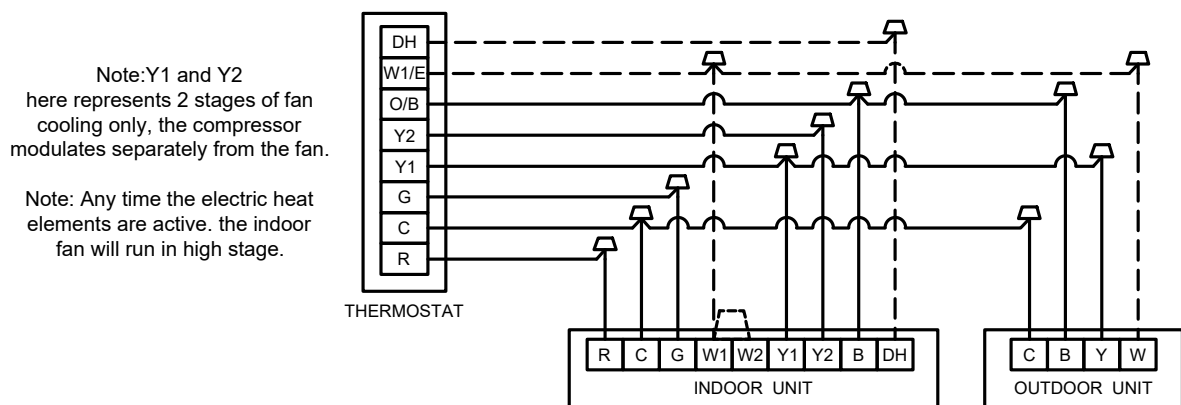 Note:Y1 and Y2
here represents 2 stages of fan
cooling only, the compressor
modulates separately from the fan.
Note: Any time the electric heat
elements are active. the indoor
fan will run in high stage.
DH
W1/E
O/B
Y2
Y1
G
C
R
THERMOSTAT
R C G W1 W2 Y1 Y2 B DH
INDOOR UNIT
C B Y W
OUTDOOR UNIT